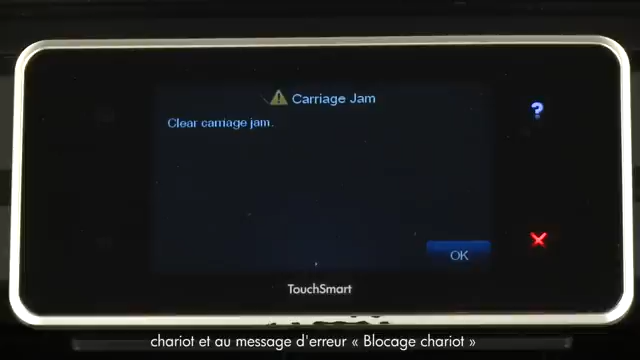 Carriage Jam
Clear carriage jam.
?
OK
TouchSmart
chariot et au message d'erreur « Blocage chariot »